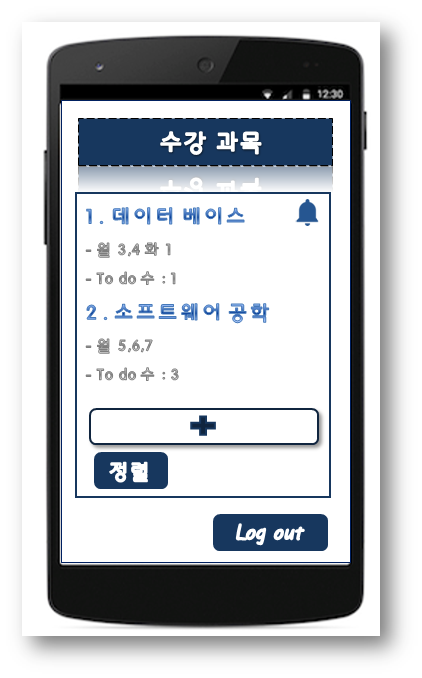 12:30
수강 과목
1. 데이터 베이스
- 월 3,4 화 1
- To do 수 : 1
2. 소프트웨어 공학
- 월 5,6,7
- To do 수 : 3
정렬
Log out